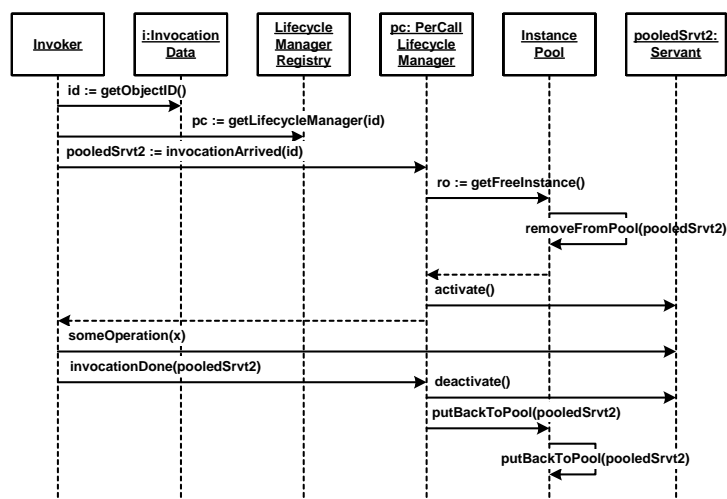 Invoker
i:Invocation
Data
Lifecycle
Manager
Registry
pc: PerCall
Lifecycle
Manager
Instance
Pool
pooledSrvt2:
Servant
id := getObjectID()
pc := getLifecycleManager(id)
pooledSrvt2 := invocationArrived(id)
ro := getFreeInstance()
removeFromPool(pooledSrvt2)
activate()
someOperation(x)
invocationDone(pooledSrvt2)
deactivate()
putBackToPool(pooledSrvt2)
putBackToPool(pooledSrvt2)